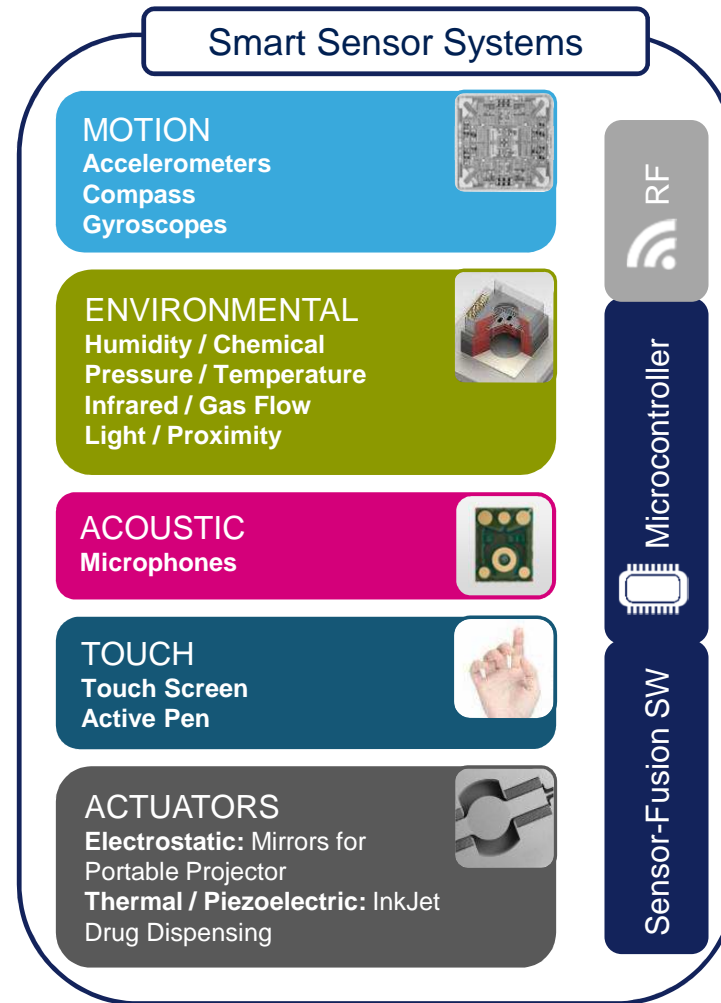 Smart Sensor Systems
MOTION
Accelerometers
Compass
Gyroscopes
ENVIRONMENTAL
Humidity / Chemical
Pressure / Temperature
Infrared / Gas Flow
Light / Proximity
ACOUSTIC
Microphones
TOUCH
Touch Screen
Active Pen
ACTUATORS
Electrostatic: Mirrors for
Portable Projector
Thermal / Piezoelectric: InkJet
Drug Dispensing
RF
Microcontroller
Sensor-Fusion SW